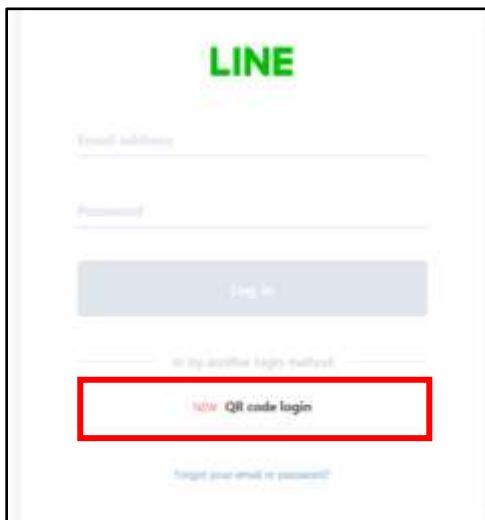 LINE
Email address
Password
Log in
or try another login method
NEW QR code login
Forgot your email or password?